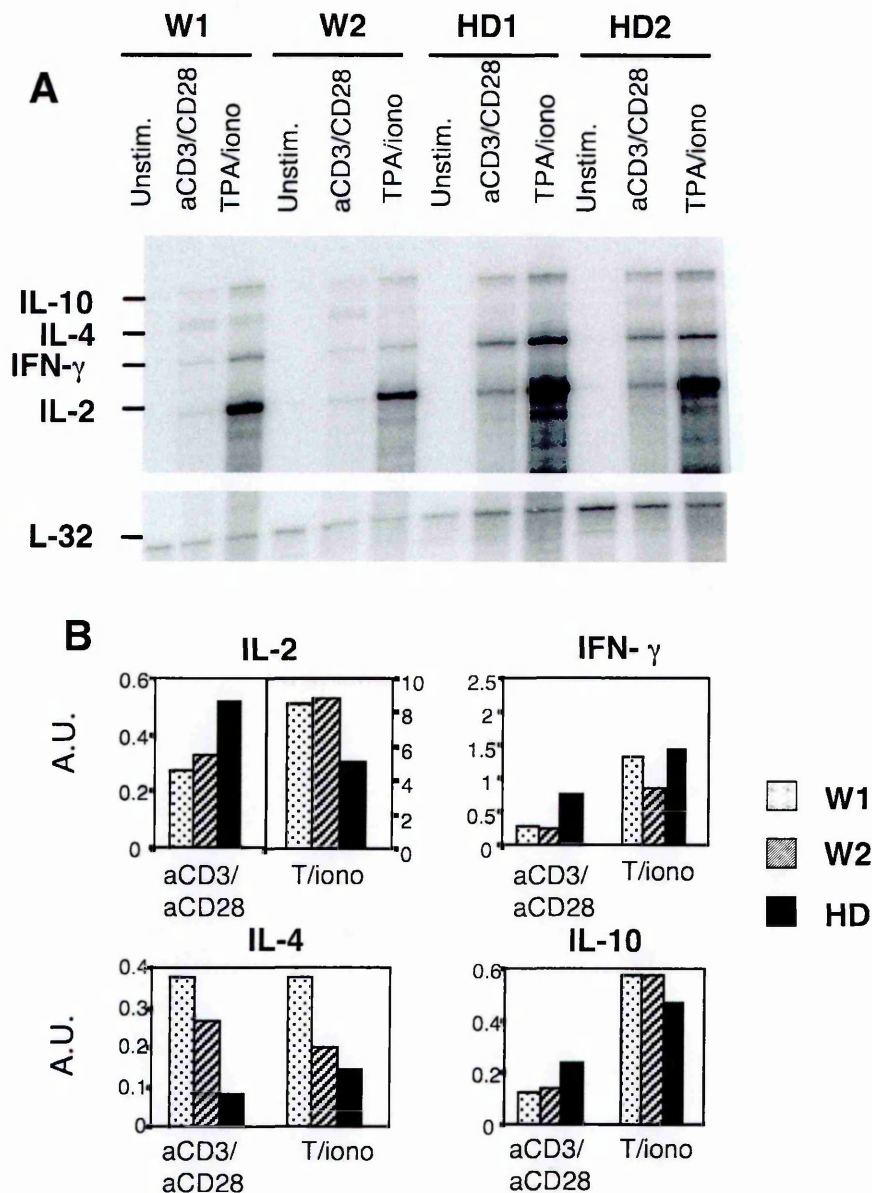 W1 W2 HD1 HD2
A
Unstim. aCD3/CD28 TPA/iono Unstim. aCD3/CD28 TPA/iono Unstim. aCD3/CD28 TPA/iono Unstim. aCD3/CD28 TPA/iono
IL-10
IL-4
IFN-γ
IL-2
L-32
B
IL-2
A.U.
0.6
0.4
0.2
0
10
8
6
4
2
0
aCD3/ T/iono
aCD28
IFN- γ
2.5
2
1.5
1
0.5
0
aCD3/ T/iono
aCD28
W1
W2
HD
IL-4
A.U.
0.4
0.3
0.2
0.1
0
aCD3/ T/iono
aCD28
IL-10
0.6
0.4
0.2
0
aCD3/ T/iono
aCD28